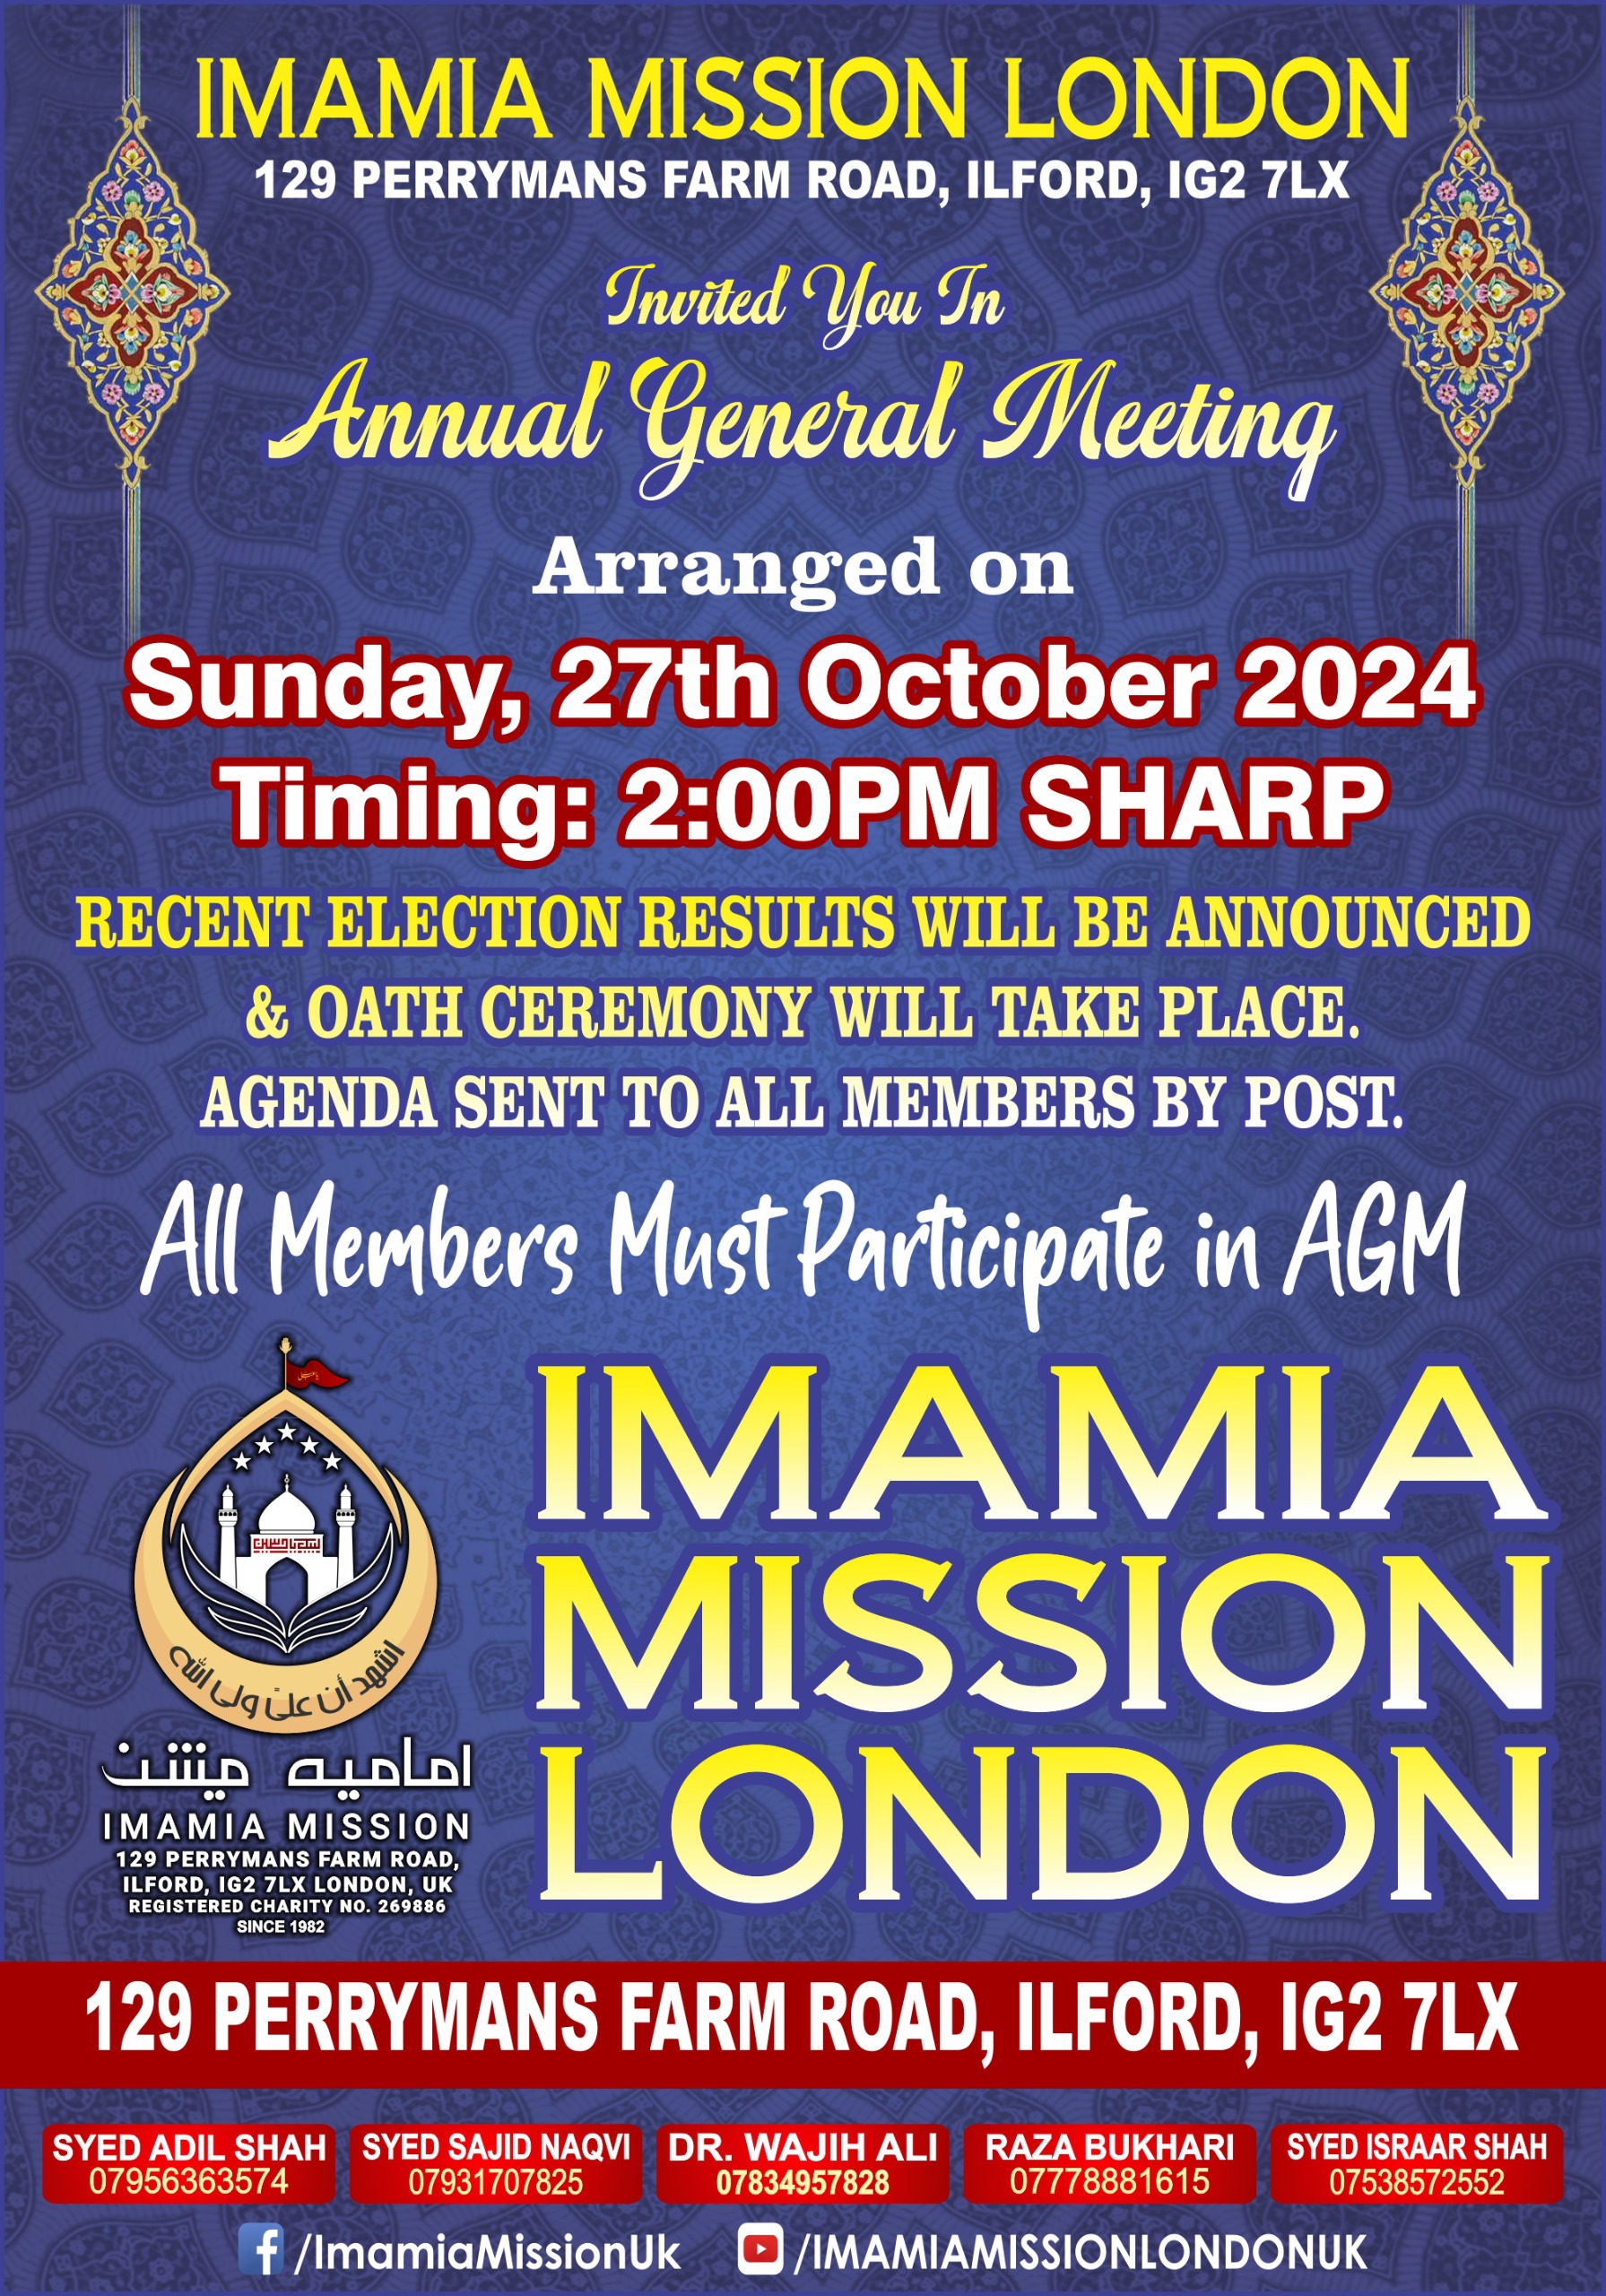 IMAMIA MISSION LONDON
129 PERRYMANS FARM ROAD, ILFORD, IG2 7LX
Invited You In
Annual General Meeting
Arranged on
Sunday, 27th October 2024
Timing: 2:00PM SHARP
RECENT ELECTION RESULTS WILL BE ANNOUNCED
& OATH CEREMONY WILL TAKE PLACE.
AGENDA SENT TO ALL MEMBERS BY POST.
All Members Must Participate in AGM
اشهد أن علیً ولی الله
امامیه میشن
IMAMIA MISSION
129 PERRYMANS FARM ROAD,
ILFORD, IG2 7LX LONDON, UK
REGISTERED CHARITY NO. 269886
SINCE 1982
IMAMIA
MISSION
LONDON
129 PERRYMANS FARM ROAD, ILFORD, IG2 7LX
SYED ADIL SHAH
07956363574
SYED SAJID NAQVI
07931707825
DR. WAJIH ALI
07834957828
RAZA BUKHARI
07778881615
SYED ISRAAR SHAH
07538572552
/ImamiaMissionUk
/IMAMIAMISSIONLONDONUK